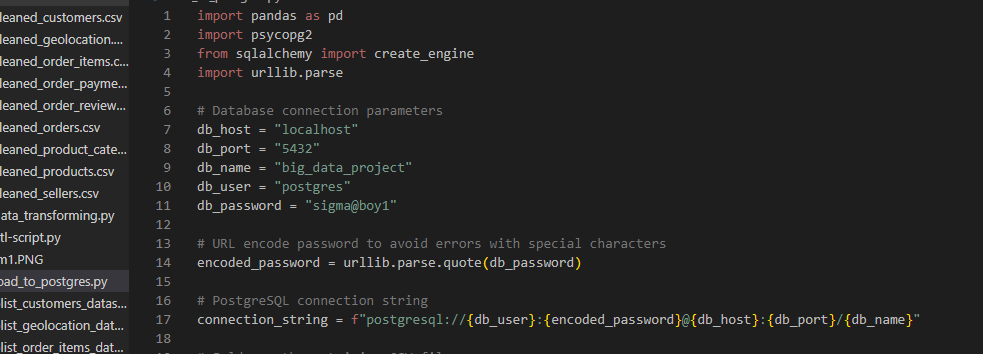 leaned_customers.csv
leaned_geolocation....
leaned_order_items.c...
leaned_order_payme...
leaned_order_review...
leaned_orders.csv
leaned_product_cate...
leaned_products.csv
leaned_sellers.csv
ata_transforming.py
tl-script.py
m1.PNG
oad_to_postgres.py
list_customers_datas...
list_geolocation_dat...
list_order_items_dat...
1 import pandas as pd
2 import psycopg2
3 from sqlalchemy import create_engine
4 import urllib.parse
5
6 # Database connection parameters
7 db_host = "localhost"
8 db_port = "5432"
9 db_name = "big_data_project"
10 db_user = "postgres"
11 db_password = "sigma@boy1"
12
13 # URL encode password to avoid errors with special characters
14 encoded_password = urllib.parse.quote(db_password)
15
16 # PostgreSQL connection string
17 connection_string = f"postgresql://{db_user}:{encoded_password}@{db_host}:{db_port}/{db_name}"
18